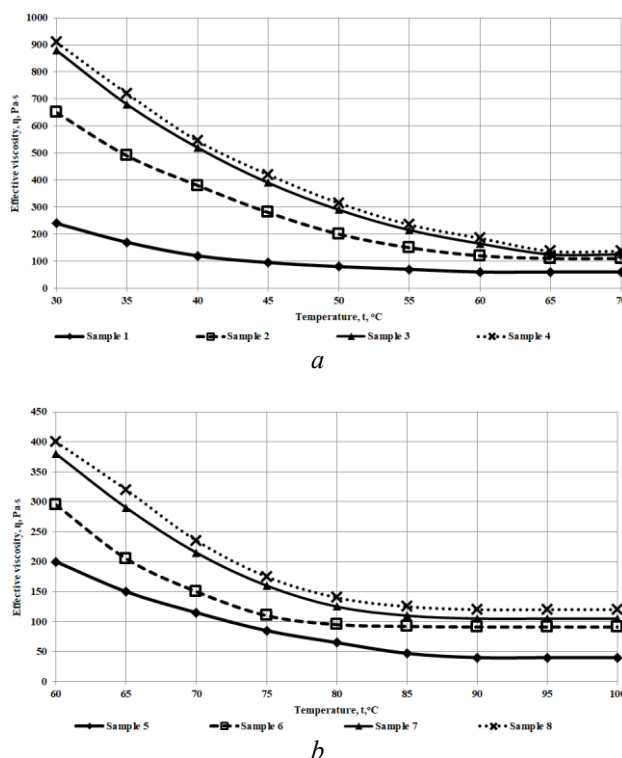 1000
900
800
700
600
500
400
300
200
100
0
Effective viscosity, η, Pa·s
30 35 40 45 50 55 60 65 70
Temperature, t, °C
Sample 1 Sample 2 Sample 3 Sample 4
a
450
400
350
300
250
200
150
100
50
0
Effective viscosity, η, Pa·s
60 65 70 75 80 85 90 95 100
Temperature, t,°C
Sample 5 Sample 6 Sample 7 Sample 8
b